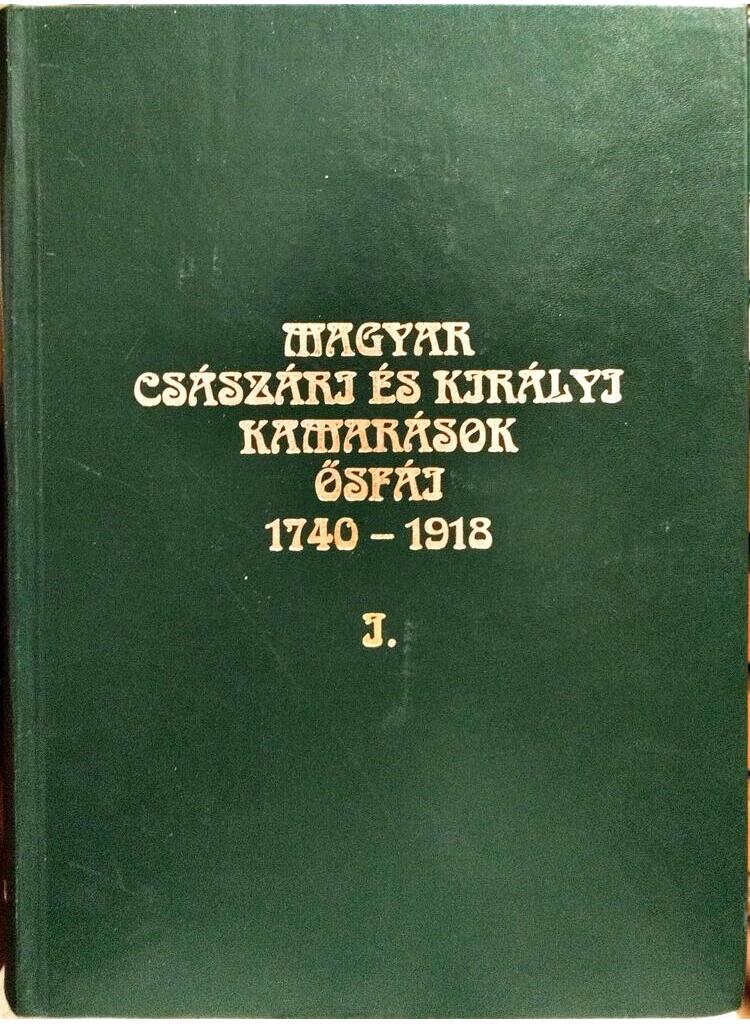 MAGYAR
CSÁSZÁRI ÉS KIRÁLYI
KAMARÁSOK
ŐSFÁI
1740 – 1918
I.